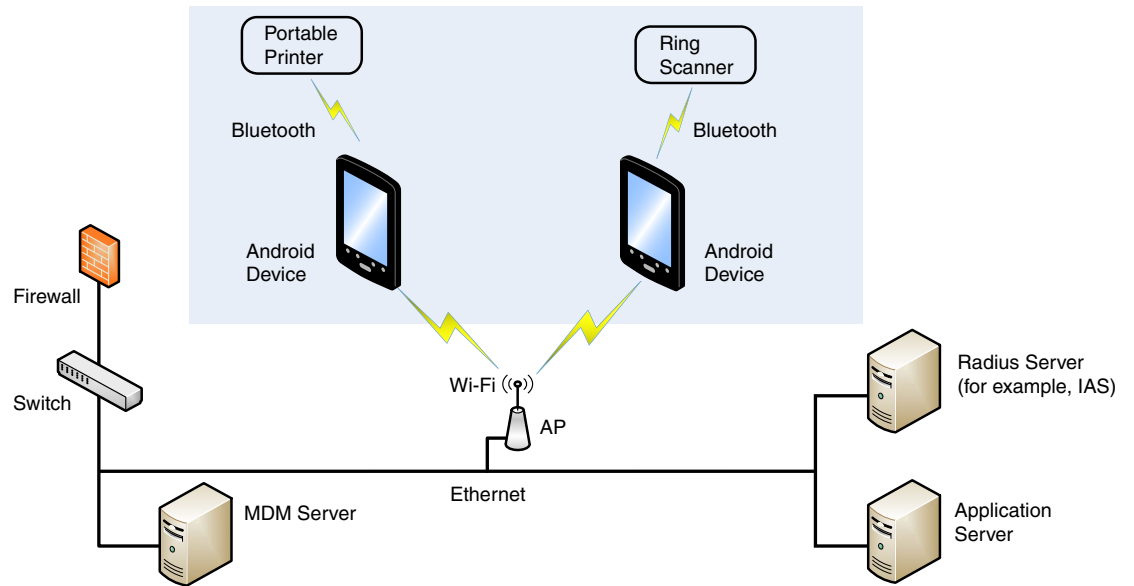 Portable
Printer
Ring
Scanner
Bluetooth
Bluetooth
Android
Device
Android
Device
Firewall
Switch
Wi-Fi
AP
Radius Server
(for example, IAS)
Ethernet
MDM Server
Application
Server